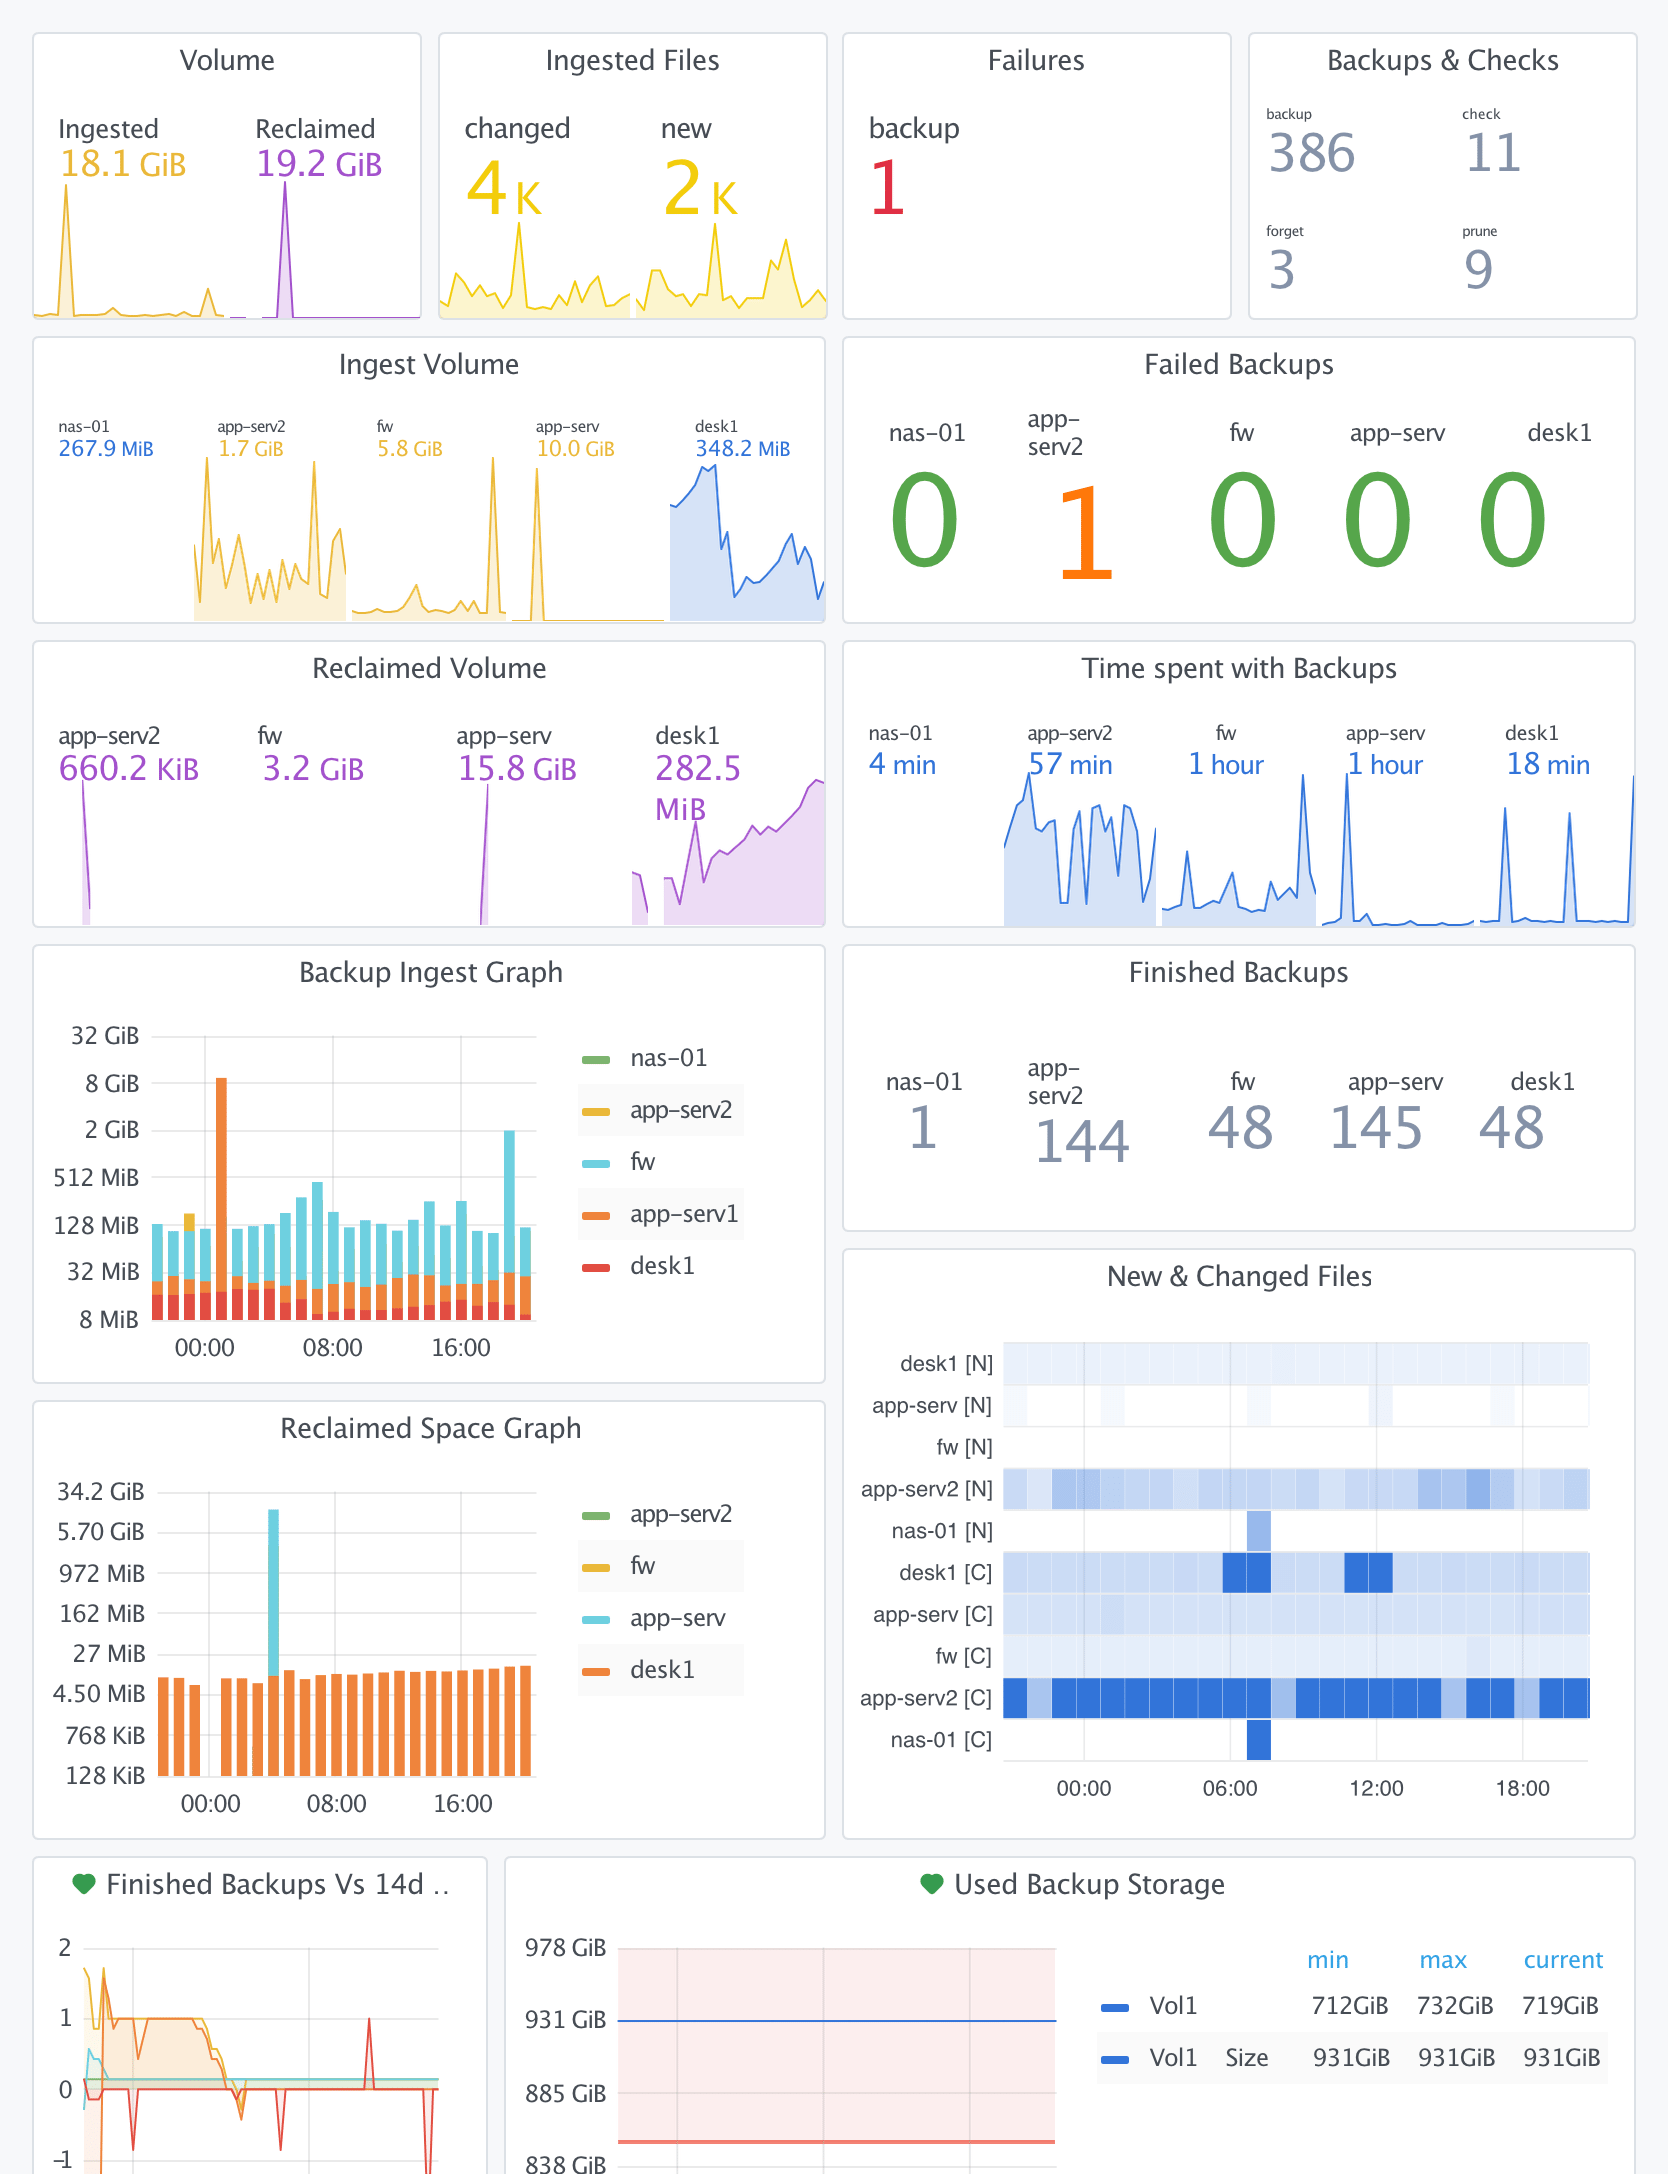 Volume
Ingested Reclaimed
18.1 GiB 19.2 GiB
Ingested Files
changed new
4 K 2 K
Failures
backup
1
Backups & Checks
backup check
386 11
forget prune
3 9
Ingest Volume
nas-01 app-serv2 fw app-serv desk1
267.9 MiB 1.7 GiB 5.8 GiB 10.0 GiB 348.2 MiB
Failed Backups
nas-01 app-
serv2 fw app-serv desk1
0 1 0 0 0
Reclaimed Volume
app-serv2 fw app-serv desk1
660.2 KiB 3.2 GiB 15.8 GiB 282.5
MiB
Time spent with Backups
nas-01 app-serv2 fw app-serv desk1
4 min 57 min 1 hour 1 hour 18 min
Backup Ingest Graph
32 GiB
8 GiB
2 GiB
512 MiB
128 MiB
32 MiB
8 MiB
00:00 08:00 16:00
nas-01
app-serv2
fw
app-serv1
desk1
Finished Backups
nas-01 app-
serv2 fw app-serv desk1
1 144 48 145 48
Reclaimed Space Graph
34.2 GiB
5.70 GiB
972 MiB
162 MiB
27 MiB
4.50 MiB
768 KiB
128 KiB
00:00 08:00 16:00
app-serv2
fw
app-serv
desk1
New & Changed Files
desk1 [N]
app-serv [N]
fw [N]
app-serv2 [N]
nas-01 [N]
desk1 [C]
app-serv [C]
fw [C]
app-serv2 [C]
nas-01 [C]
00:00 06:00 12:00 18:00
Finished Backups Vs 14d ..
2
1
0
-1
Used Backup Storage
978 GiB
931 GiB
885 GiB
838 GiB
min max current
Vol1 712GiB 732GiB 719GiB
Vol1 Size 931GiB 931GiB 931GiB